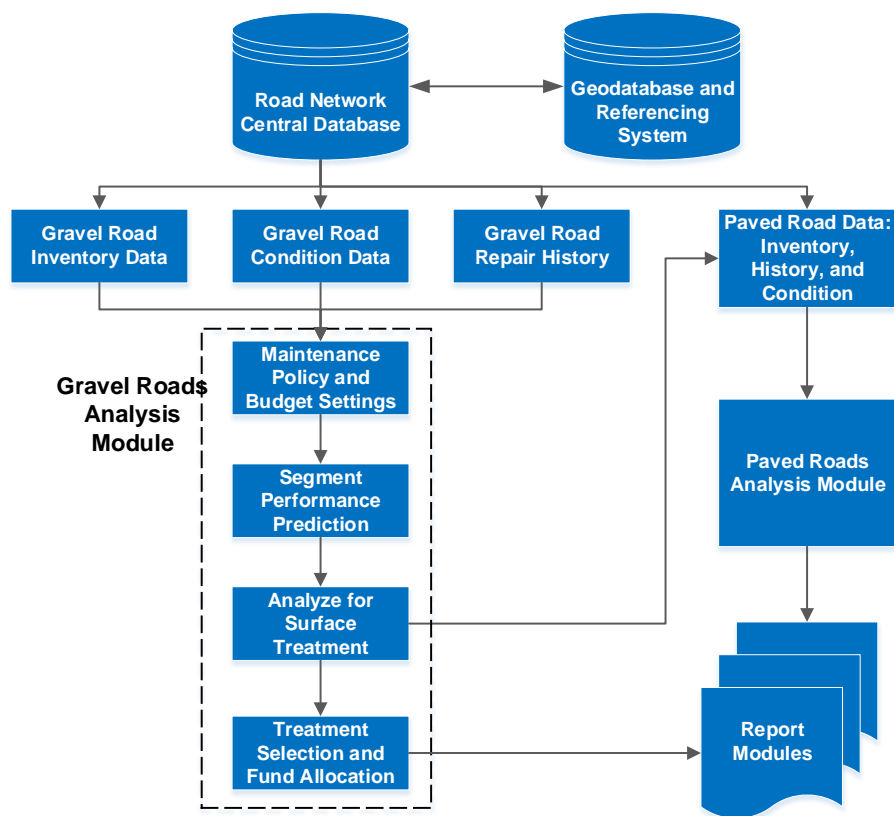 Road Network
Central Database
Geodatabase and
Referencing
System
Gravel Road
Inventory Data
Gravel Road
Condition Data
Gravel Road
Repair History
Paved Road Data:
Inventory,
History, and
Condition
Gravel Roads
Analysis
Module
Maintenance
Policy and
Budget Settings
Segment
Performance
Prediction
Paved Roads
Analysis Module
Analyze for
Surface
Treatment
Treatment
Selection and
Fund Allocation
Report
Modules